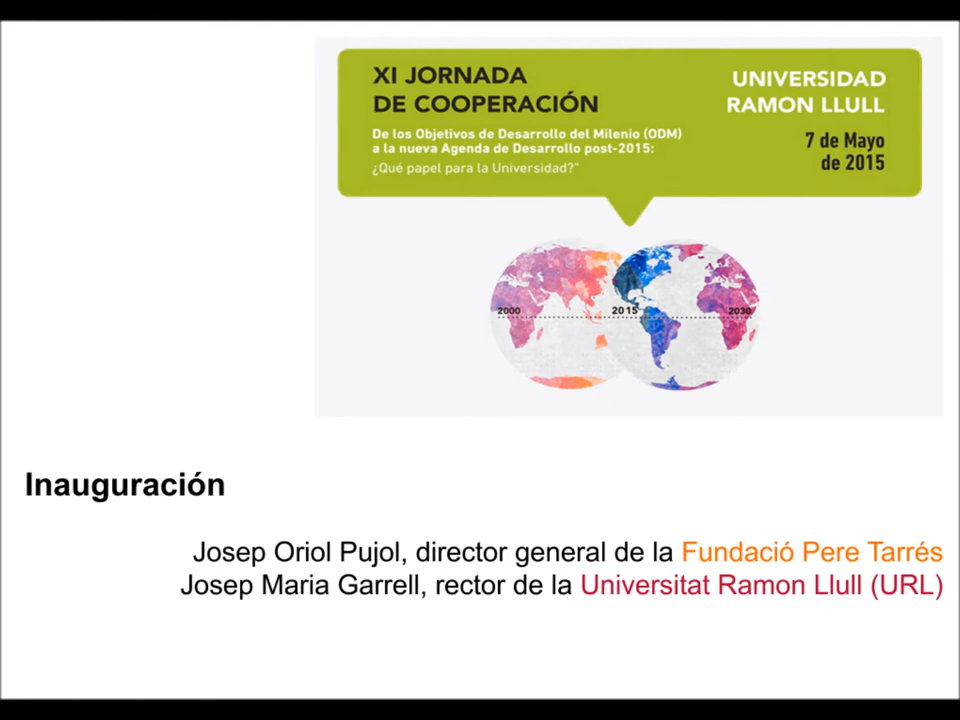 XI JORNADA
DE COOPERACIÓN
De los Objetivos de Desarrollo del Milenio (ODM)
a la nueva Agenda de Desarrollo post-2015:
¿Qué papel para la Universidad?"
UNIVERSIDAD
RAMON LLULL
7 de Mayo
de 2015
2000
2015
2030
Inauguración
Josep Oriol Pujol, director general de la Fundació Pere Tarrés
Josep Maria Garrell, rector de la Universitat Ramon Llull (URL)